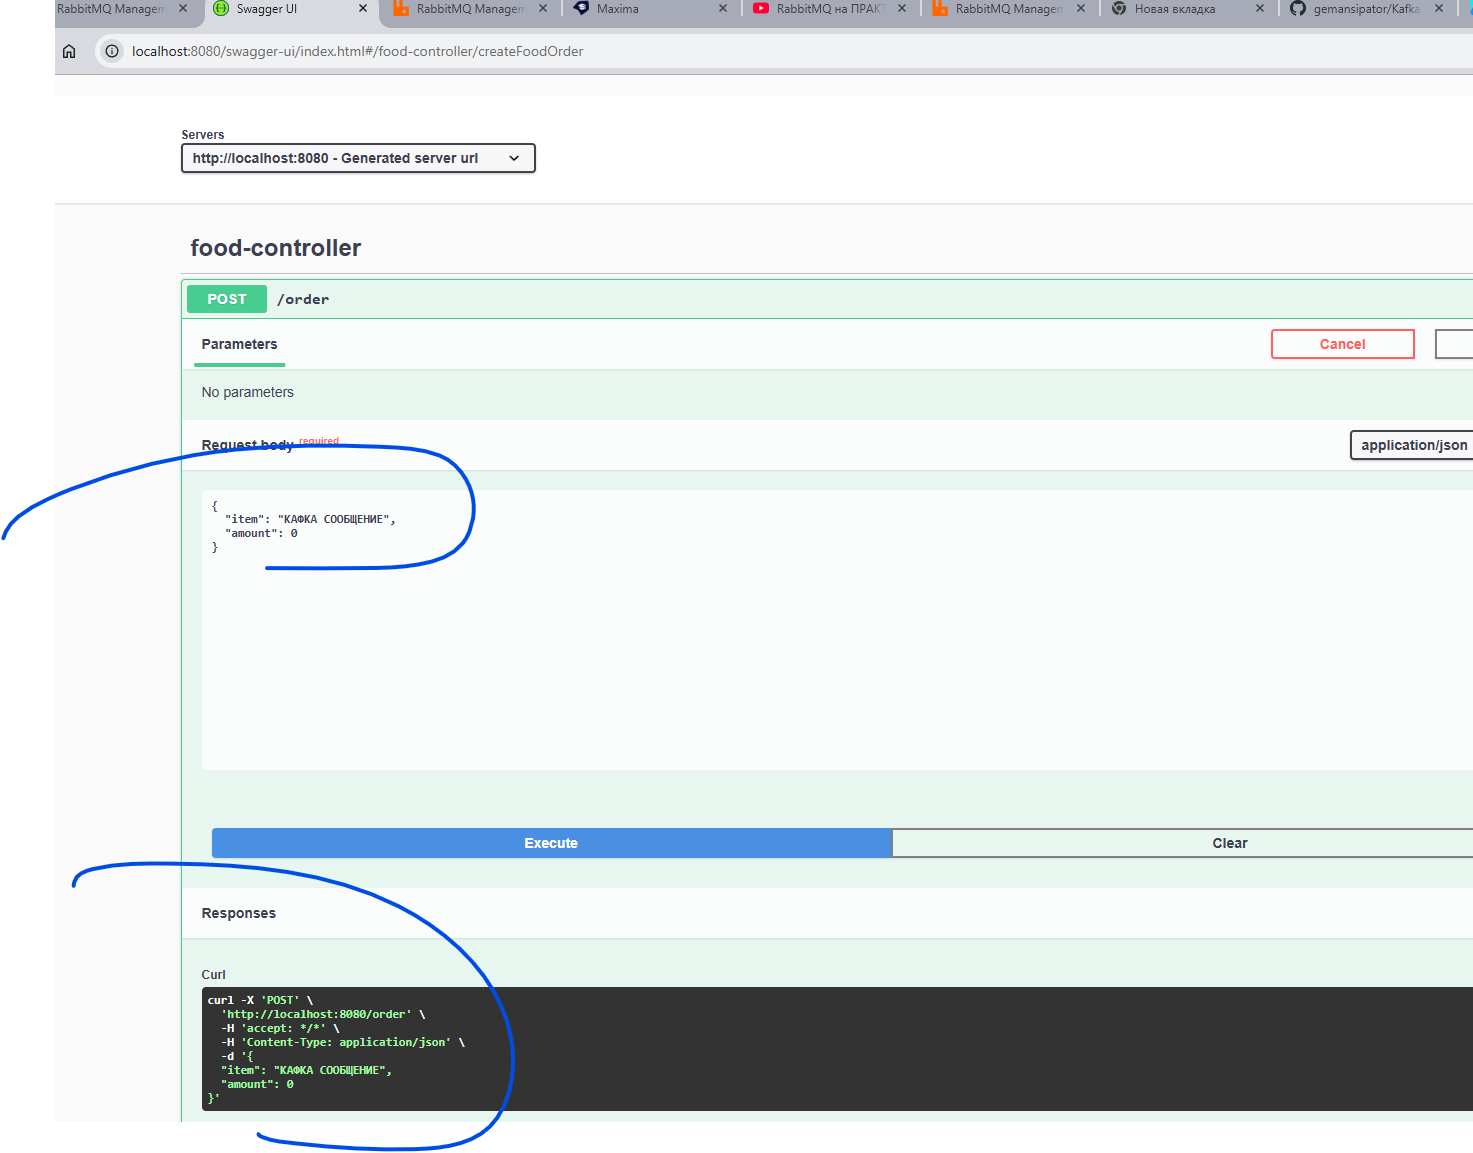 RabbitMQ Managem
Swagger UI
RabbitMQ Managem
Maxima
RabbitMQ на ПРАКТ
RabbitMQ Managem
Новая вкладка
gemansipator/Kafka
localhost:8080/swagger-ui/index.html#/food-controller/createFoodOrder
Servers
http://localhost:8080 - Generated server url
food-controller
POST /order
Parameters
Cancel
No parameters
Request body required
application/json
{
"item": "КАФКА СООБЩЕНИЕ",
"amount": 0
}
Execute
Clear
Responses
Curl
curl -X 'POST' \
'http://localhost:8080/order' \
-H 'accept: */*' \
-H 'Content-Type: application/json' \
-d '{
"item": "КАФКА СООБЩЕНИЕ",
"amount": 0
}'